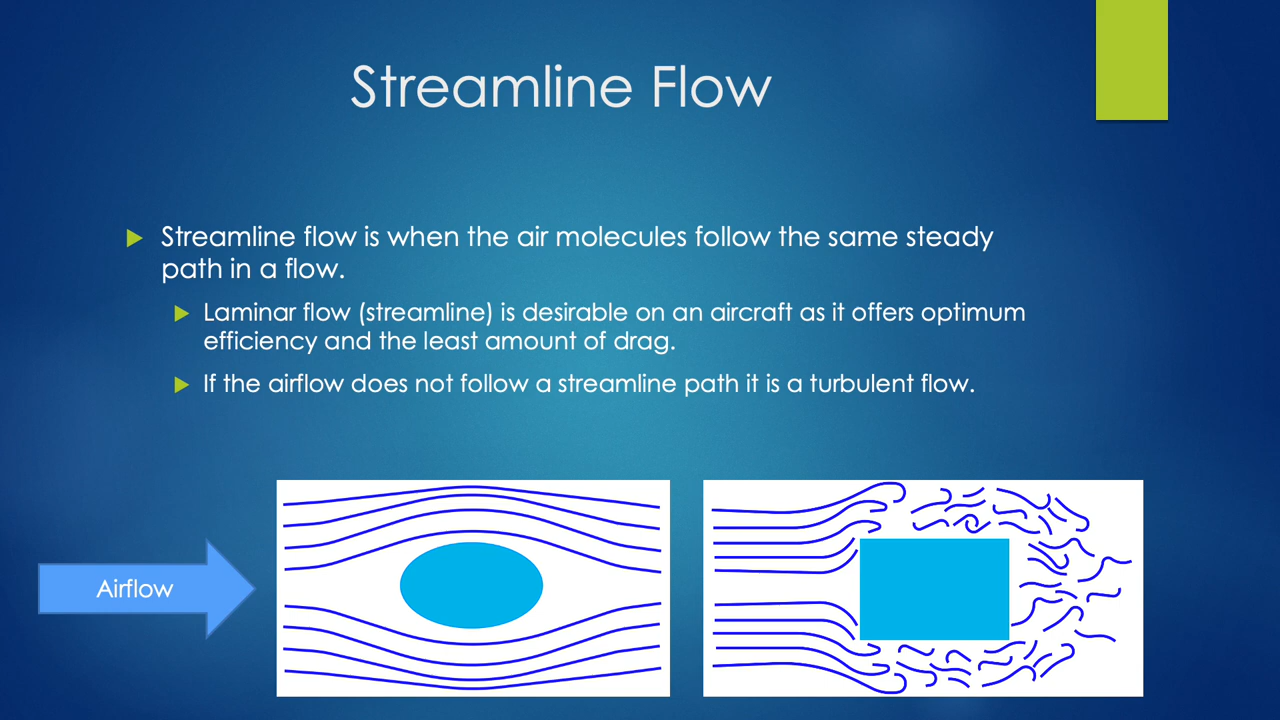 Streamline Flow
Streamline flow is when the air molecules follow the same steady
path in a flow.
Laminar flow (streamline) is desirable on an aircraft as it offers optimum
efficiency and the least amount of drag.
If the airflow does not follow a streamline path it is a turbulent flow.
Airflow